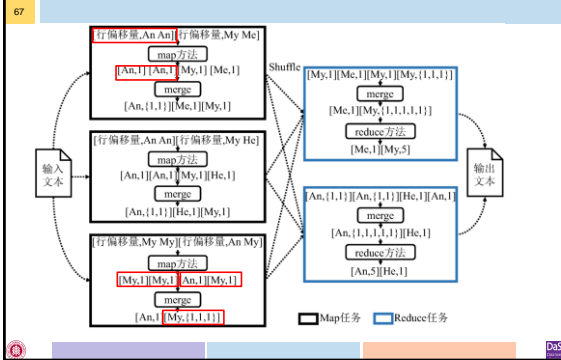 67
[行偏移量,An An][行偏移量,My Me]
map方法
[An,1][An,1][My,1][Me,1]
merge
[An,{1,1}][Me,1][My,1]
[行偏移量,An An][行偏移量,My He]
map方法
[An,1][An,1][My,1][He,1]
merge
[An,{1,1}][He,1][My,1]
[行偏移量,My My][行偏移量,An My]
map方法
[My,1][My,1][An,1][My,1]
merge
[An,1][My,{1,1,1}]
输入
文本
Shuffle
[My,1][Me,1][My,1][My,{1,1,1}]
merge
[Me,1][My,{1,1,1,1,1}]
reduce方法
[Me,1][My,5]
[An,{1,1}][An,{1,1}][He,1][An,1]
merge
[An,{1,1,1,1,1}][He,1]
reduce方法
[An,5][He,1]
输出
文本
Map任务
Reduce任务
DaS